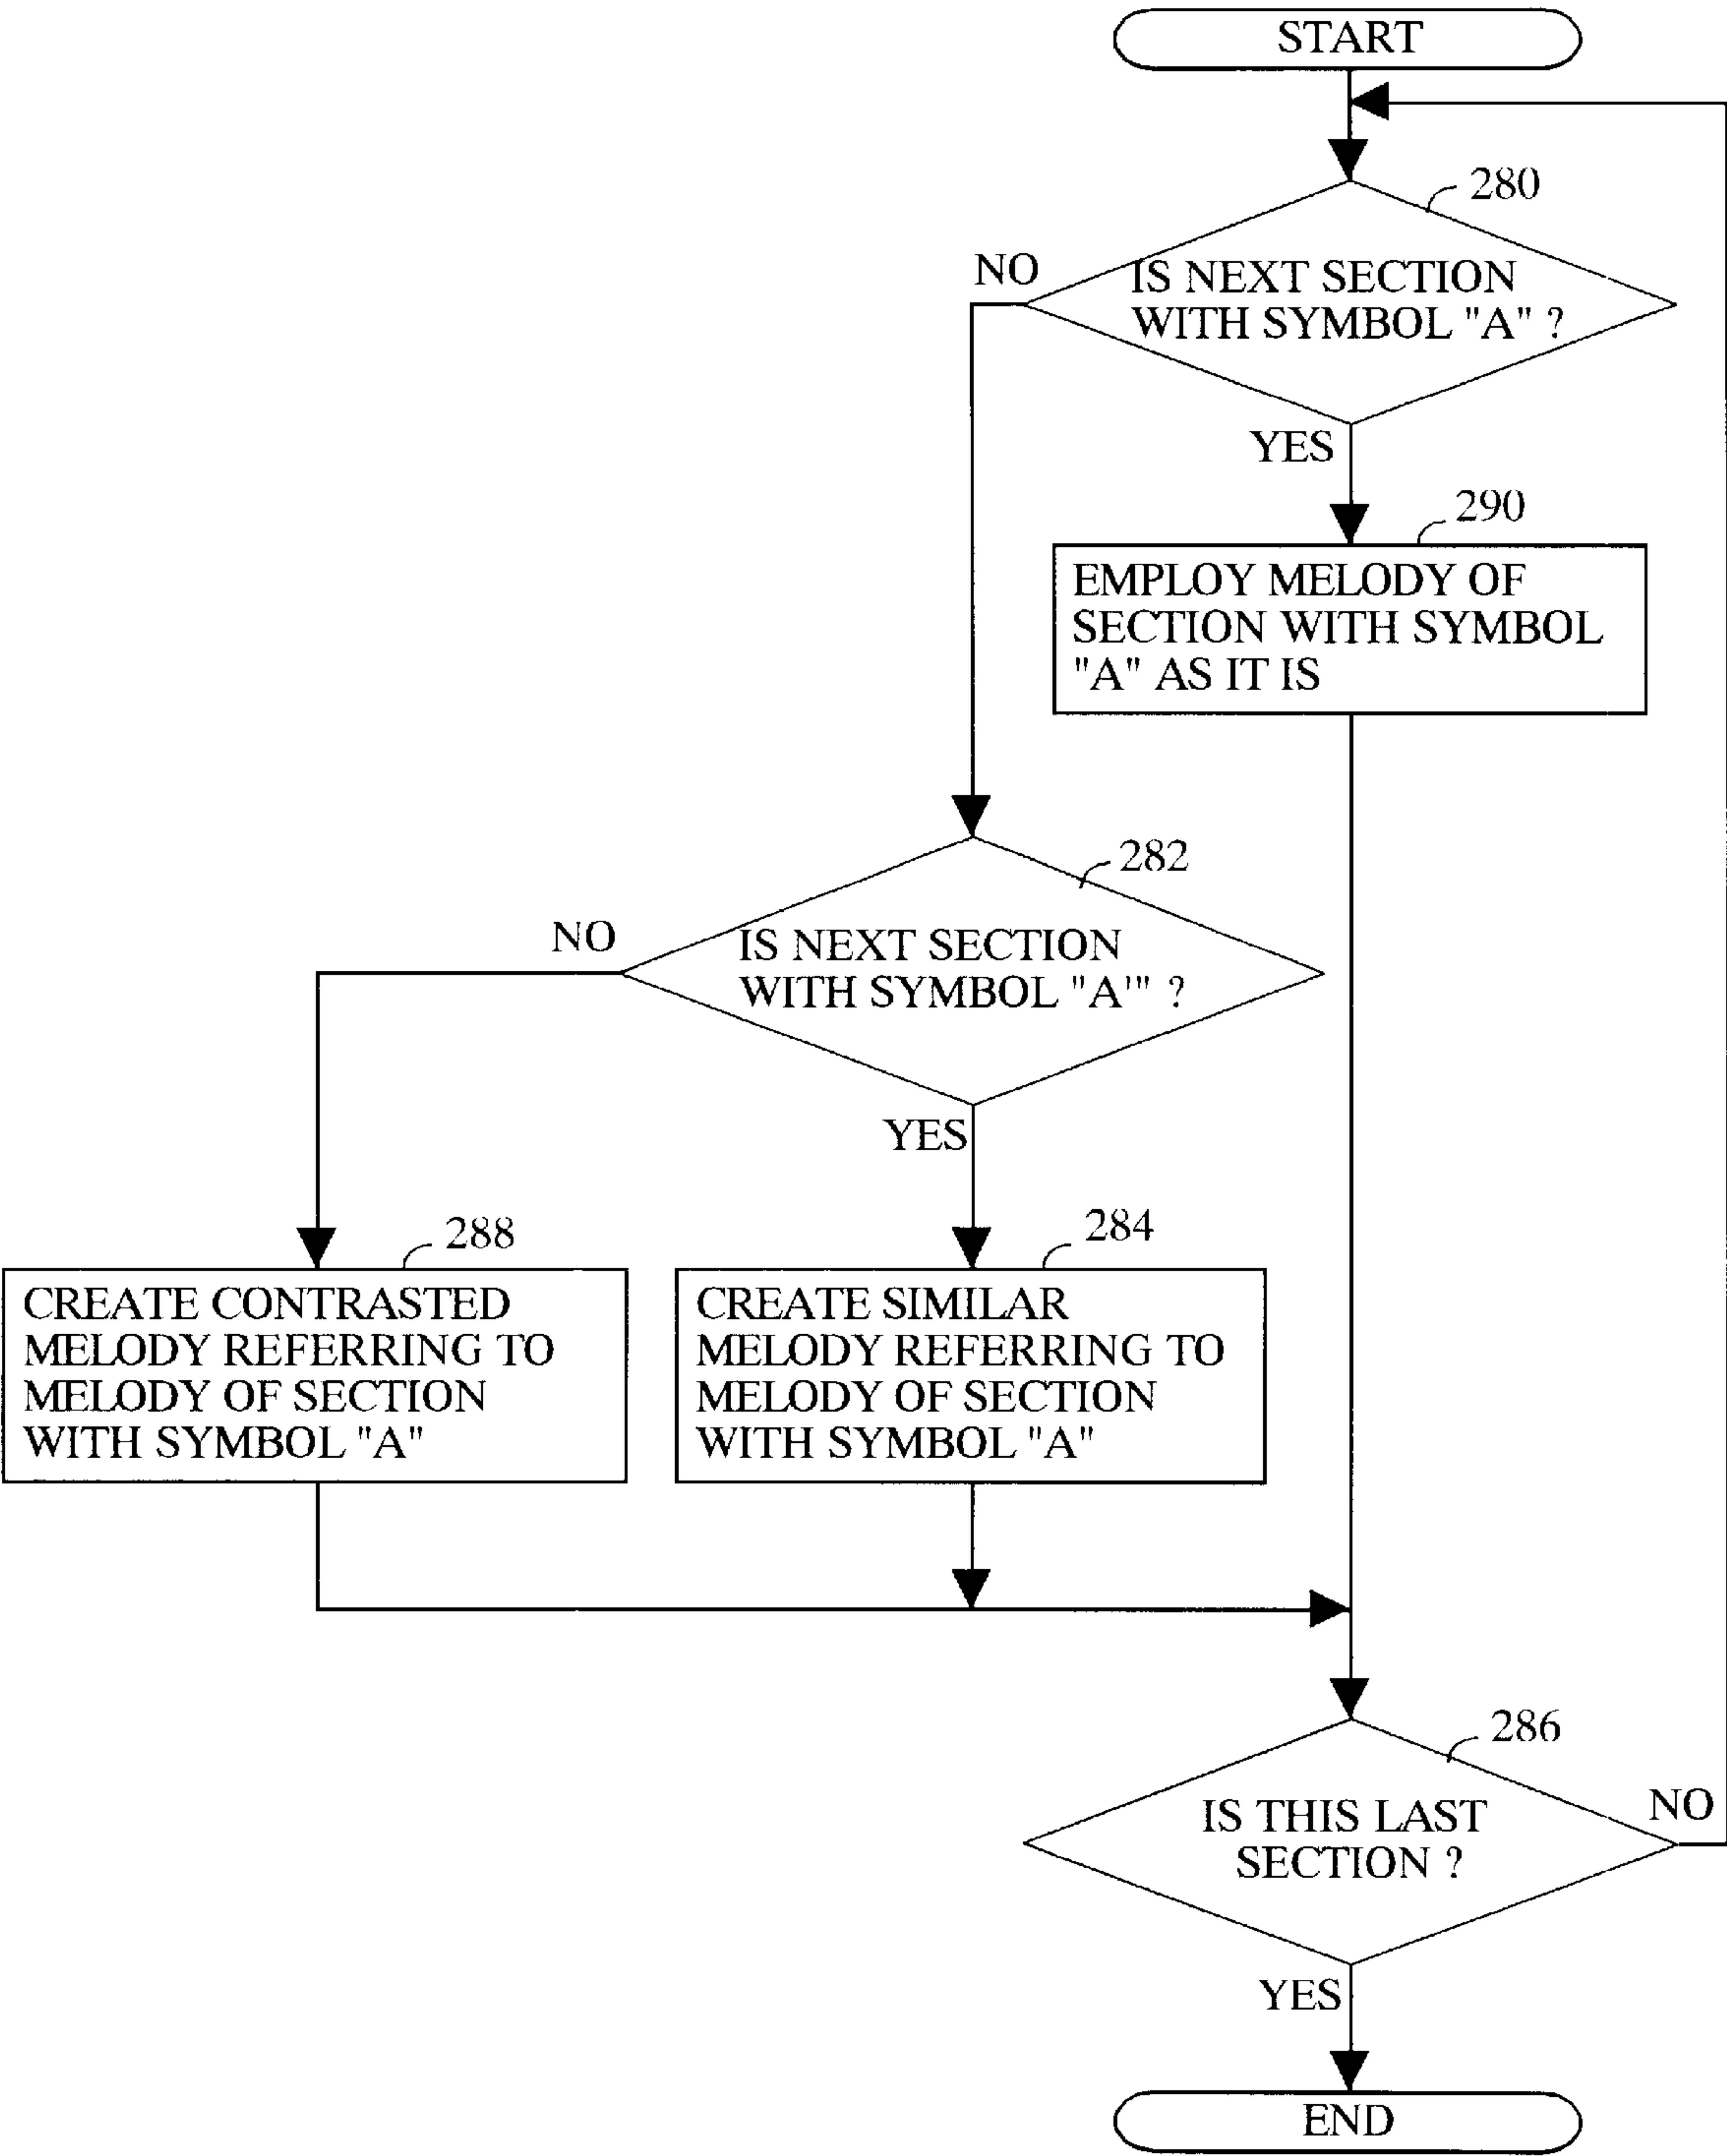 START
280
NO
IS NEXT SECTION
WITH SYMBOL "A" ?
YES
290
EMPLOY MELODY OF
SECTION WITH SYMBOL
"A" AS IT IS
282
NO
IS NEXT SECTION
WITH SYMBOL "A'" ?
YES
288
CREATE CONTRASTED
MELODY REFERRING TO
MELODY OF SECTION
WITH SYMBOL "A"
284
CREATE SIMILAR
MELODY REFERRING TO
MELODY OF SECTION
WITH SYMBOL "A"
286
IS THIS LAST
SECTION ?
NO
YES
END